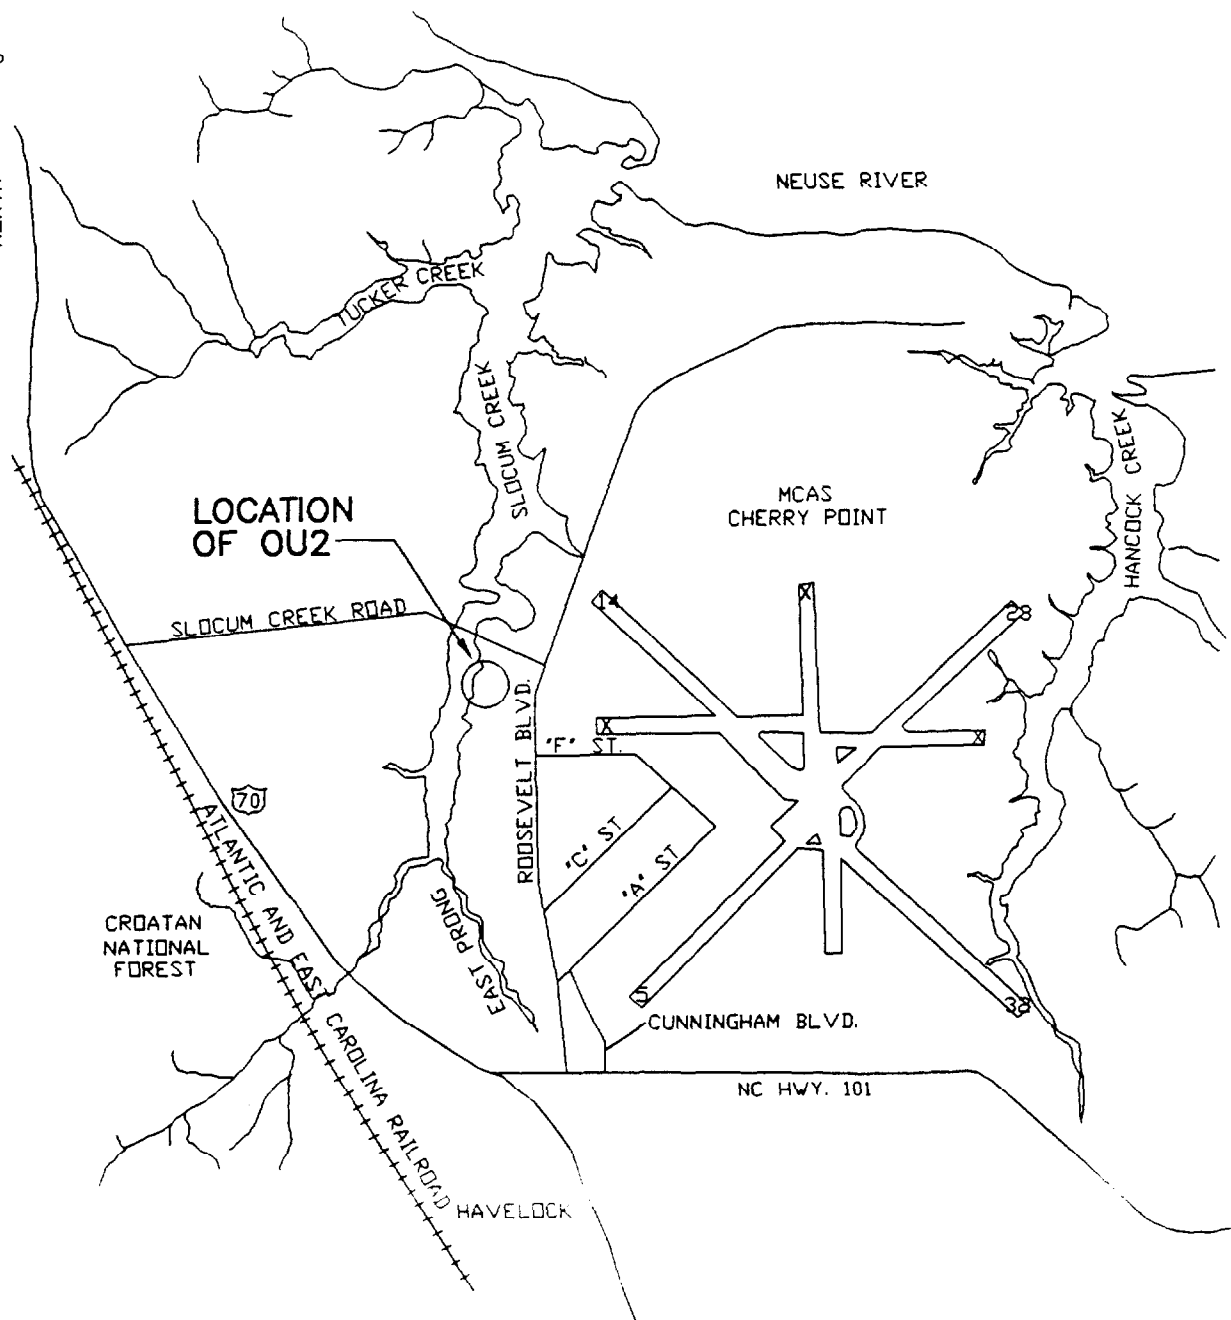 NEUSE RIVER
TUCKER CREEK
SLOCUM CREEK
HANCOCK CREEK
MCAS
CHERRY POINT
LOCATION
OF OU2
SLOCUM CREEK ROAD
14
X
28
X
X
ROOSEVELT BLVD.
"F" ST.
70
"C" ST
"A" ST
ATLANTIC AND EAST CAROLINA RAILROAD
CROATAN
NATIONAL
FOREST
EAST PRONG
5
CUNNINGHAM BLVD.
NC HWY. 101
HAVELOCK